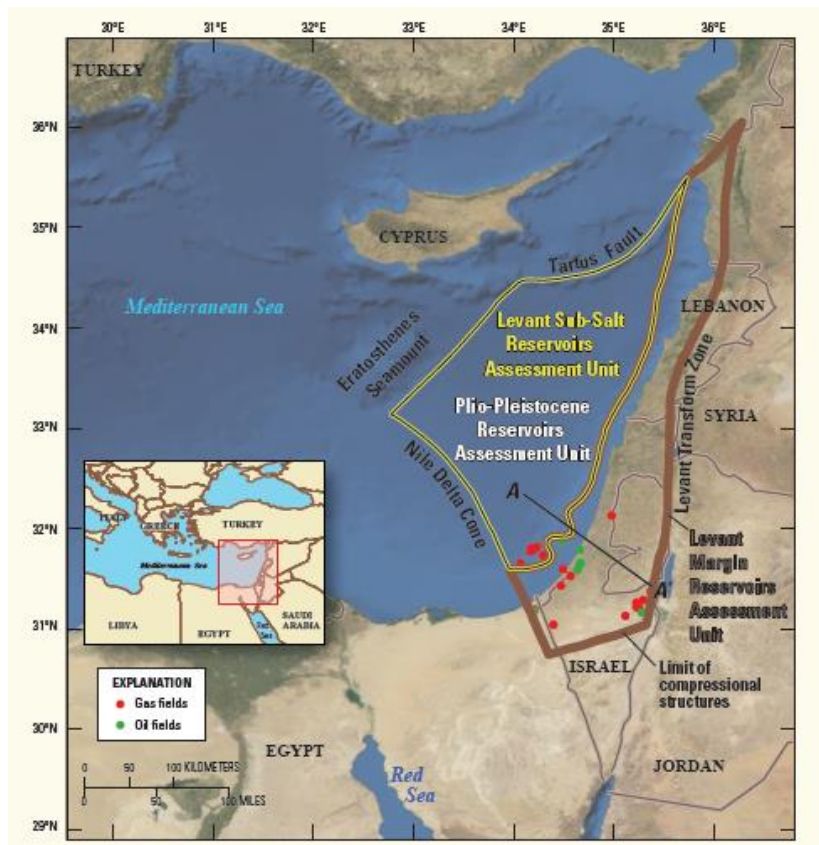 30°E
31°E
32°E
33°E
34°E
35°E
36°E
TURKEY
36°N
35°N
CYPRUS
Tartus Fault
Mediterranean Sea
LEBANON
34°N
Levant Sub-Salt
Reservoirs
Assessment Unit
Eratosthenes
Seamount
Plio-Pleistocene
Reservoirs
Assessment Unit
Levant Transform Zone
SYRIA
33°N
Nile Delta Cone
A
32°N
Levant
Margin
Reservoirs
Assessment
Unit
A'
31°N
ITALY
GREECE
TURKEY
Mediterranean Sea
LIBYA
EGYPT
Red
Sea
SAUDI
ARABIA
ISRAEL
Limit of
compressional
structures
EXPLANATION
Gas fields
Oil fields
30°N
EGYPT
JORDAN
0 50 100 KILOMETERS
0 50 100 MILES
Red
Sea
29°N